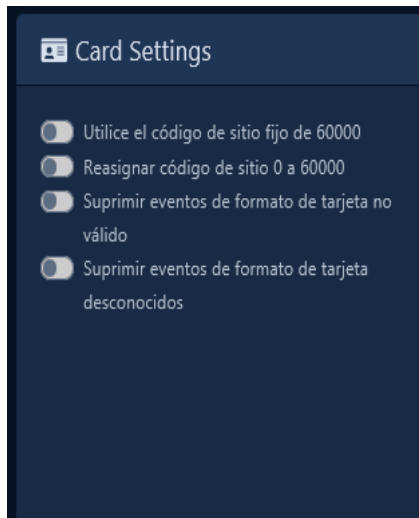 Card Settings
Utilice el código de sitio fijo de 60000
Reasignar código de sitio 0 a 60000
Suprimir eventos de formato de tarjeta no
válido
Suprimir eventos de formato de tarjeta
desconocidos